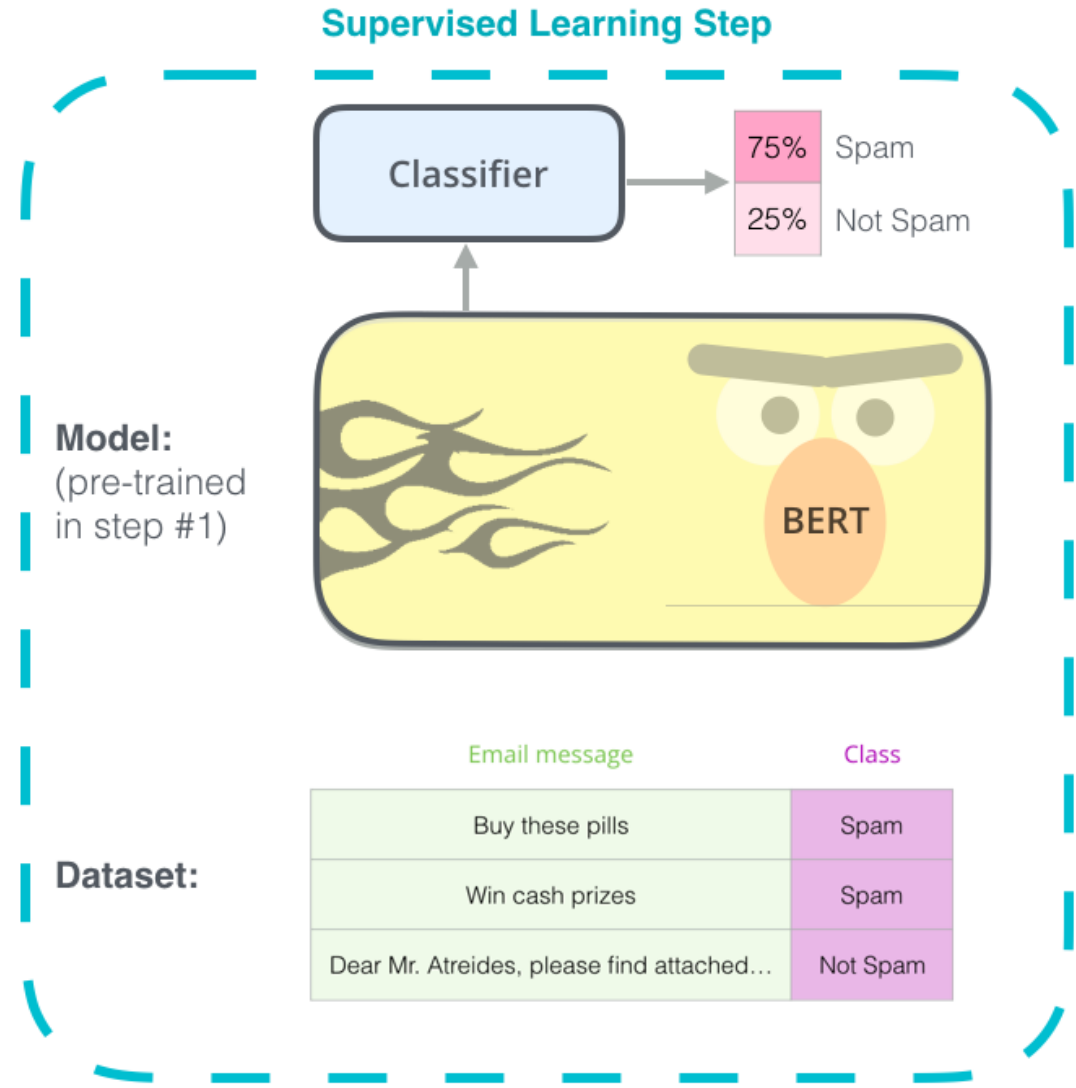 Supervised Learning Step
Classifier
75% Spam
25% Not Spam
Model:
(pre-trained
in step #1)
BERT
Email message Class
Dataset:
Buy these pills Spam
Win cash prizes Spam
Dear Mr. Atreides, please find attached... Not Spam